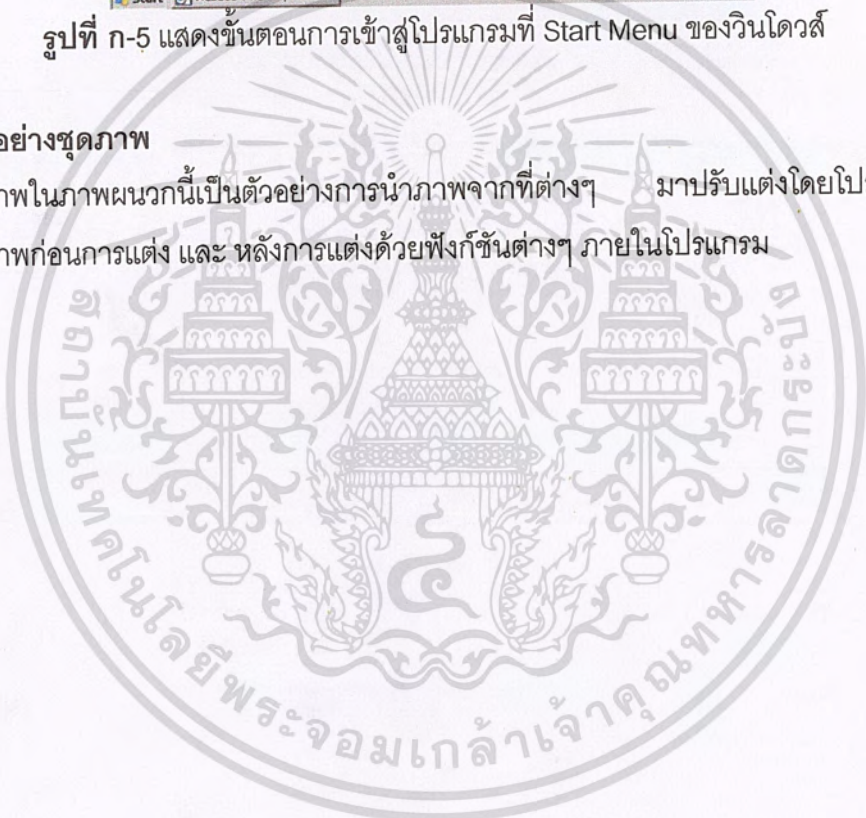 รูปที่ ก-5 แสดงขั้นตอนการเข้าสู่โปรแกรมที่ Start Menu ของวินโดวส์
อย่างชุดภาพ
าพในภาพผนวกนี้เป็นตัวอย่างการนำภาพจากที่ต่างๆ มาปรับแต่งโดยโป
าพก่อนการแต่ง และ หลังการแต่งด้วยฟังก์ชันต่างๆ ภายในโปรแกรม
สถาบันเทคโนโลยีพระจอมเกล้าเจ้าคุณทหารลาดกระบัง
๔